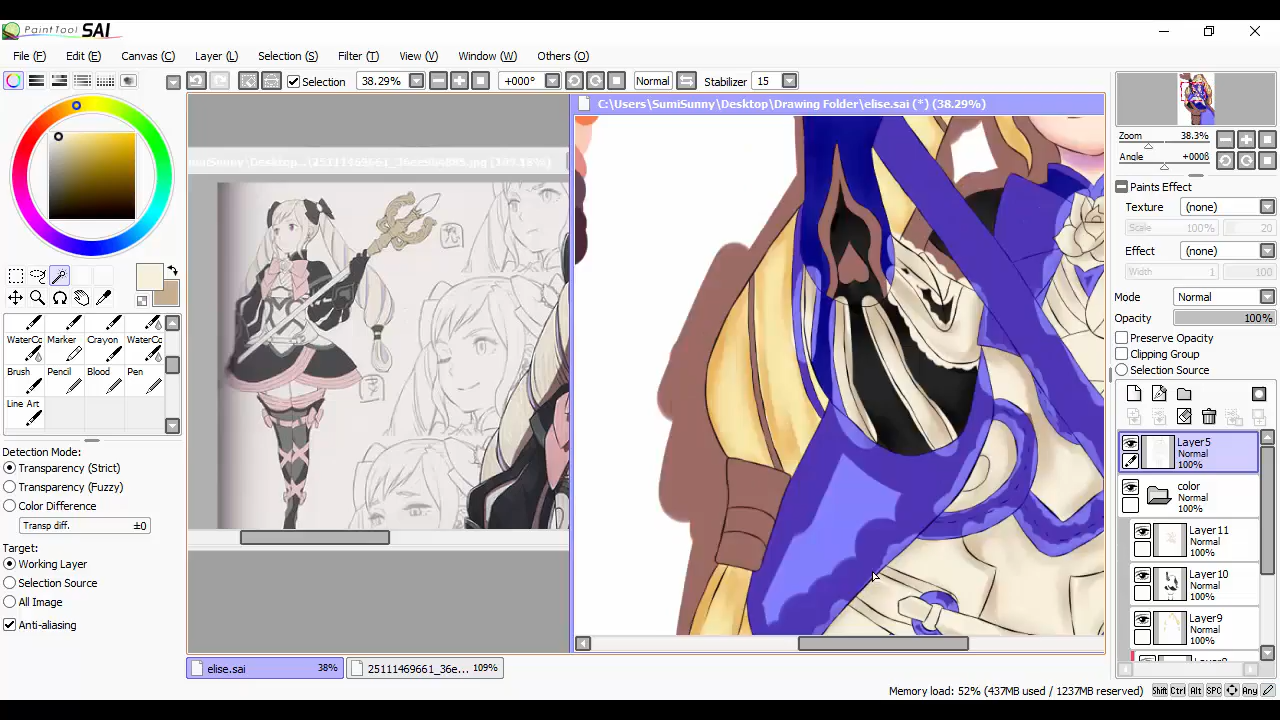 PaintTool SAI
File (F) Edit (E) Canvas (C) Layer (L) Selection (S) Filter (T) View (V) Window (W) Others (O)
Selection 38.29% +000° Normal Stabilizer 15
C:\Users\SumiSunny\Desktop\Drawing Folder\elise.sai (*) (38.29%)
Zoom 38.3%
Angle +000ß
Paints Effect
Texture (none)
Scale 100% 20
Effect (none)
Width 1 100
Mode Normal
Opacity 100%
Preserve Opacity
Clipping Group
Selection Source
WaterCo Marker Crayon WaterCo
Brush Pencil Blood Pen
Line Art
Detection Mode:
Transparency (Strict)
Transparency (Fuzzy)
Color Difference
Transp diff. ±0
Target:
Working Layer
Selection Source
All Image
Anti-aliasing
Layer5
Normal
100%
color
Normal
100%
Layer11
Normal
100%
Layer10
Normal
100%
Layer9
Normal
100%
elise.sai 38%
25111469661_36e... 109%
Memory load: 52% (437MB used / 1237MB reserved)
Shift Ctrl Alt SPC Any